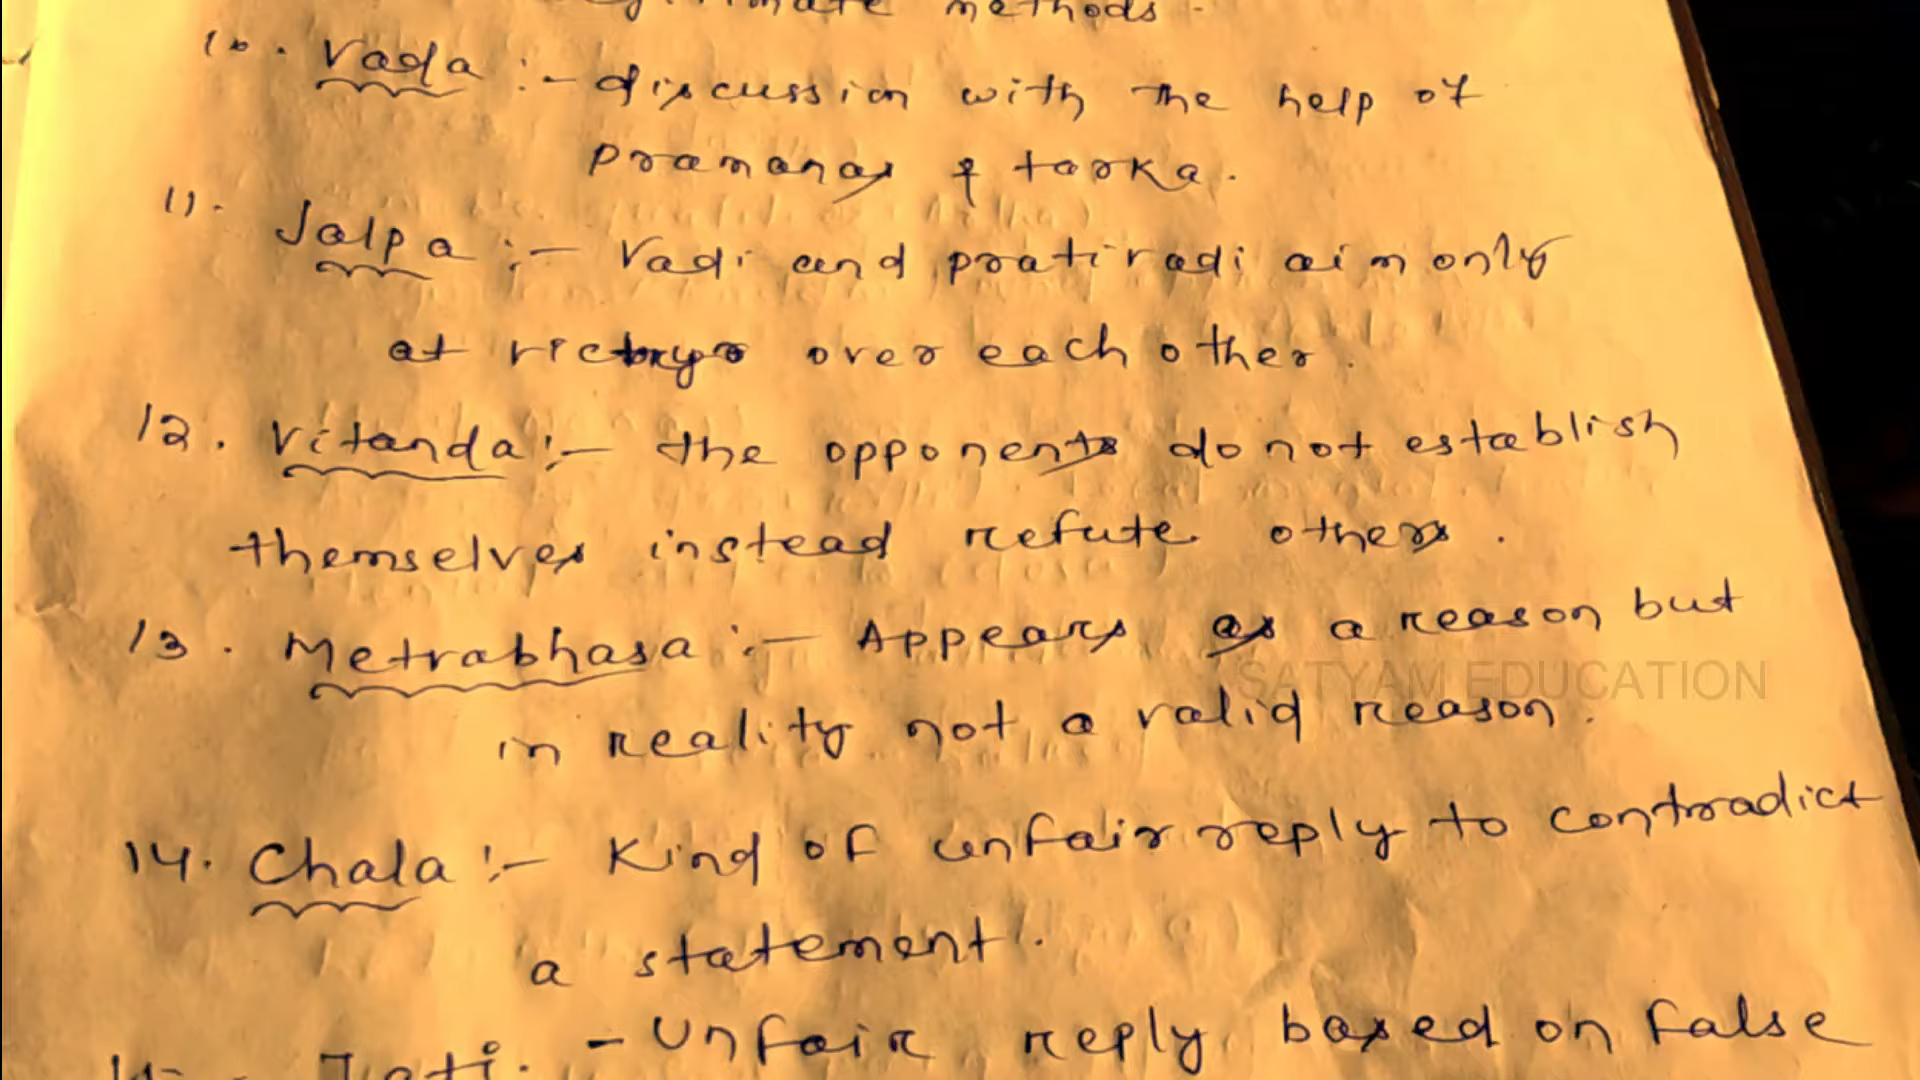 methods.
10. Vada :- discussion with the help of
pramanas & tarka.
11. Jalpa :- Vadi and prativadi aim only
at victory over each other.
12. Vitanda :- the opponents do not establish
themselves instead refute others.
13. Metrabhasa :- Appears as a reason but
SATYAM EDUCATION
in reality not a valid reason.
14. Chala :- Kind of unfair reply to contradict
a statement.
15. Jati. - Unfair reply based on false